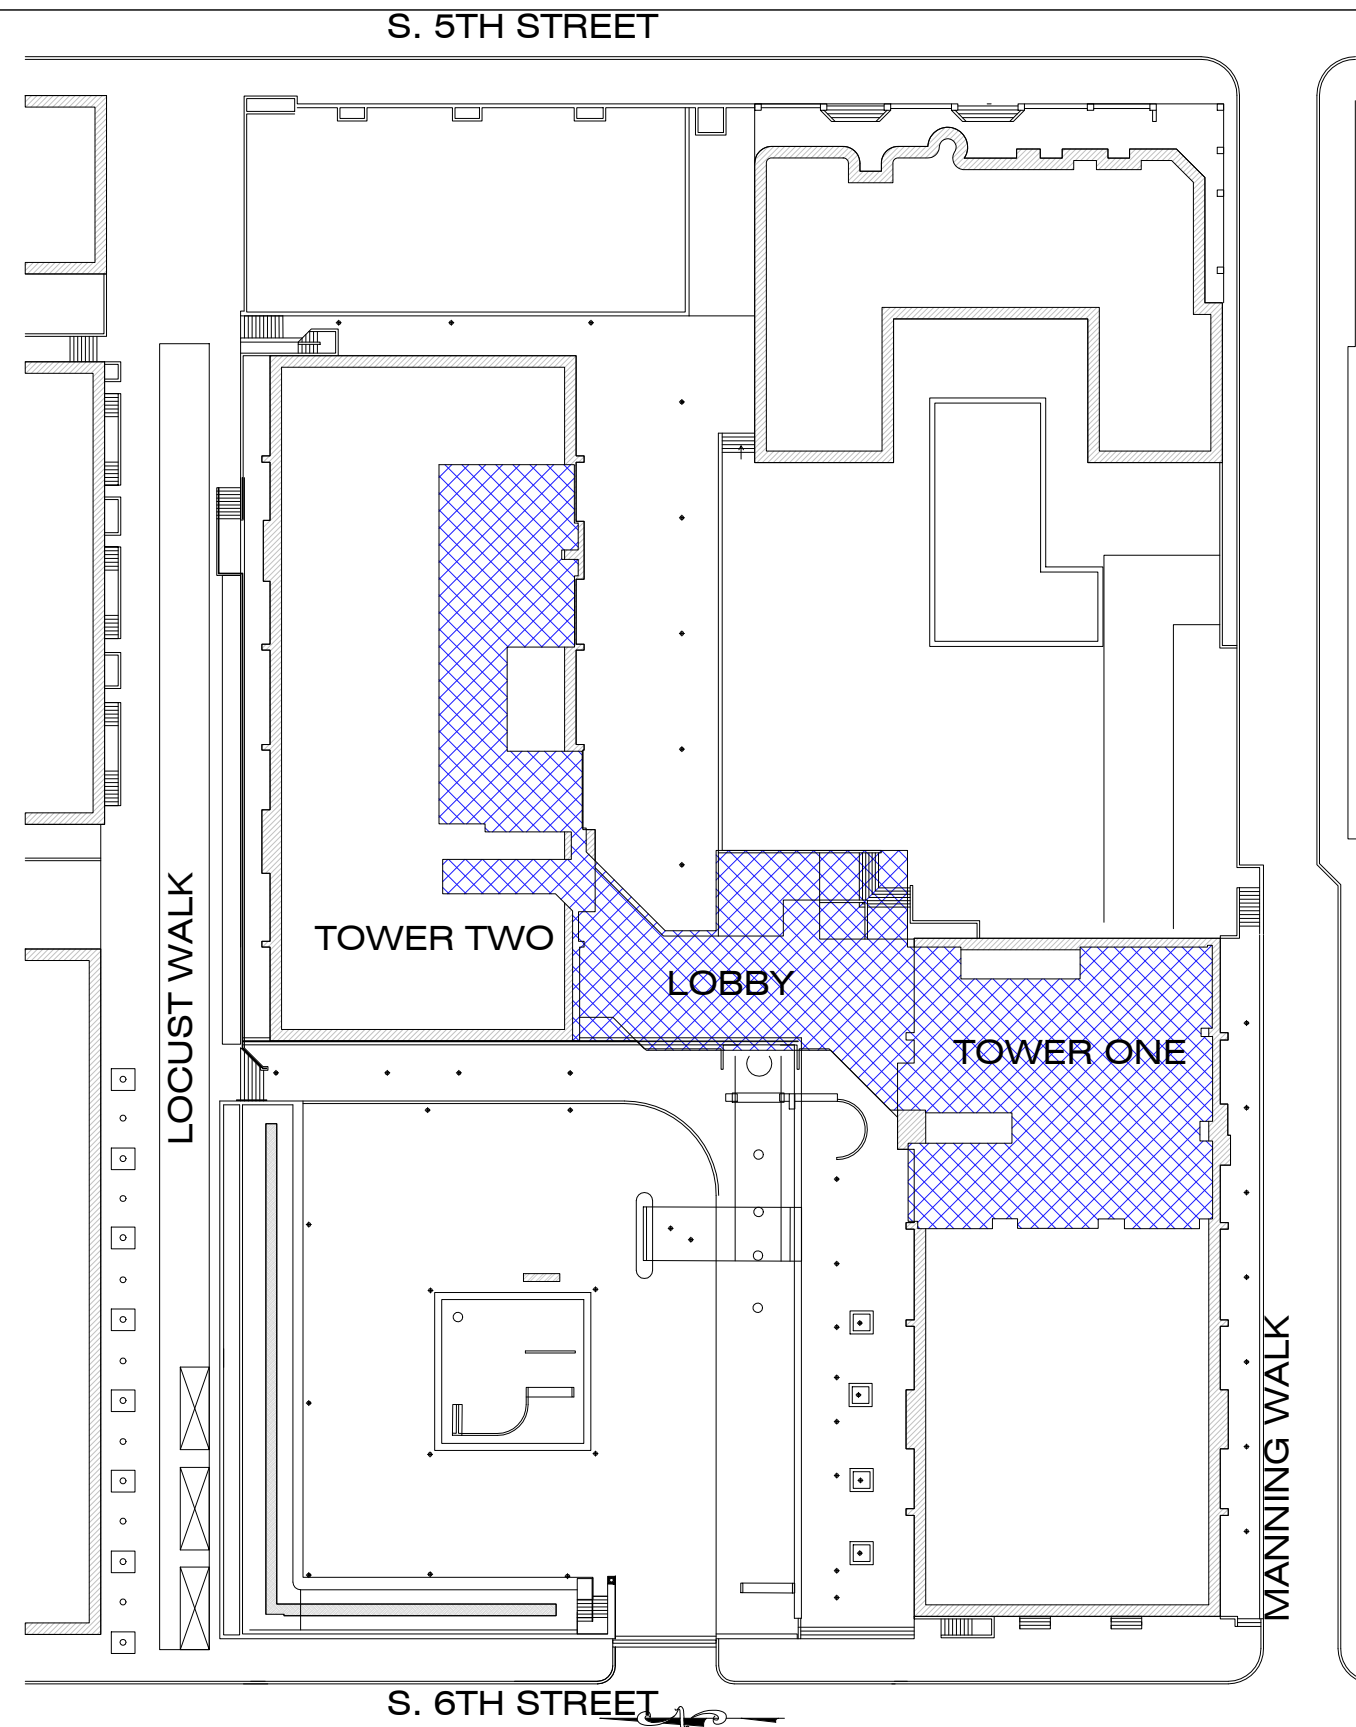 S. 5TH STREET
LOCUST WALK
TOWER TWO
LOBBY
TOWER ONE
MANNING WALK
S. 6TH STREET